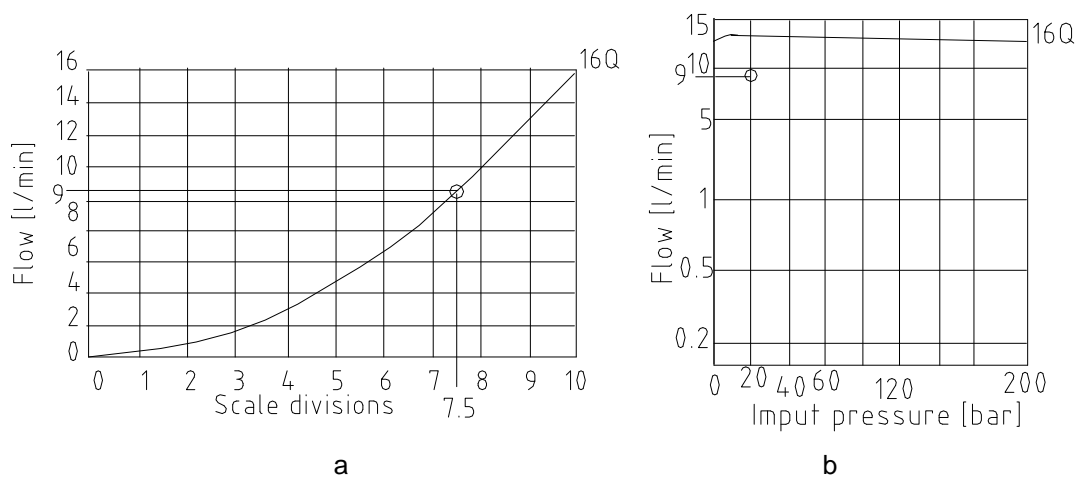 16
14
12
10
9
8
6
4
2
0
Flow [l/min]
16Q
0 1 2 3 4 5 6 7 8 9 10
7.5
Scale divisions
a
15
10
9
5
1
0.5
0.2
Flow [l/min]
16Q
0 20 40 60 120 200
Imput pressure [bar]
b